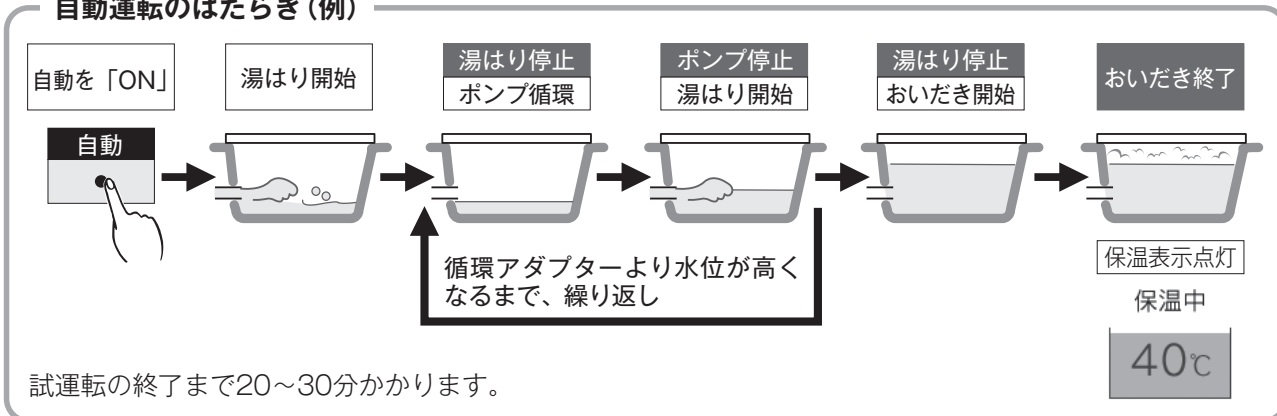 自動運転のはたらき（例）
自動を「ON」
湯はり開始
湯はり停止
ポンプ循環
ポンプ停止
湯はり開始
湯はり停止
おいだき開始
おいだき終了
自動
循環アダプターより水位が高く
なるまで、繰り返し
保温表示点灯
保温中
40℃
試運転の終了まで20～30分かかります。